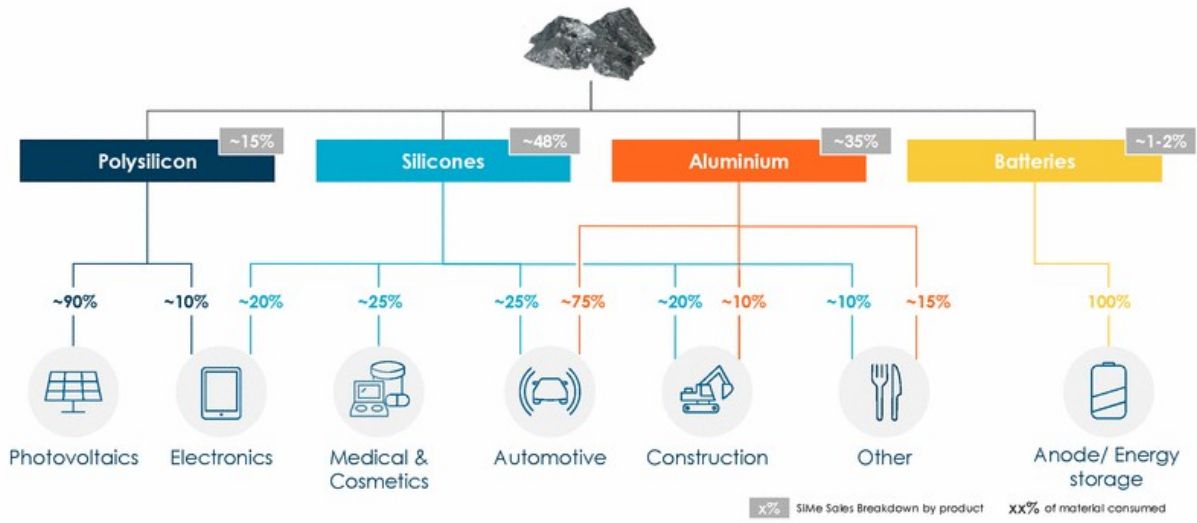 ~15%
~48%
~35%
~1-2%
Polysilicon
Silicones
Aluminium
Batteries
~90%
~10%
~20%
~25%
~25%
~75%
~20%
~10%
~10%
~15%
100%
Photovoltaics
Electronics
Medical &
Cosmetics
Automotive
Construction
Other
Anode/ Energy
storage
x% SiMe Sales Breakdown by product
xx% of material consumed